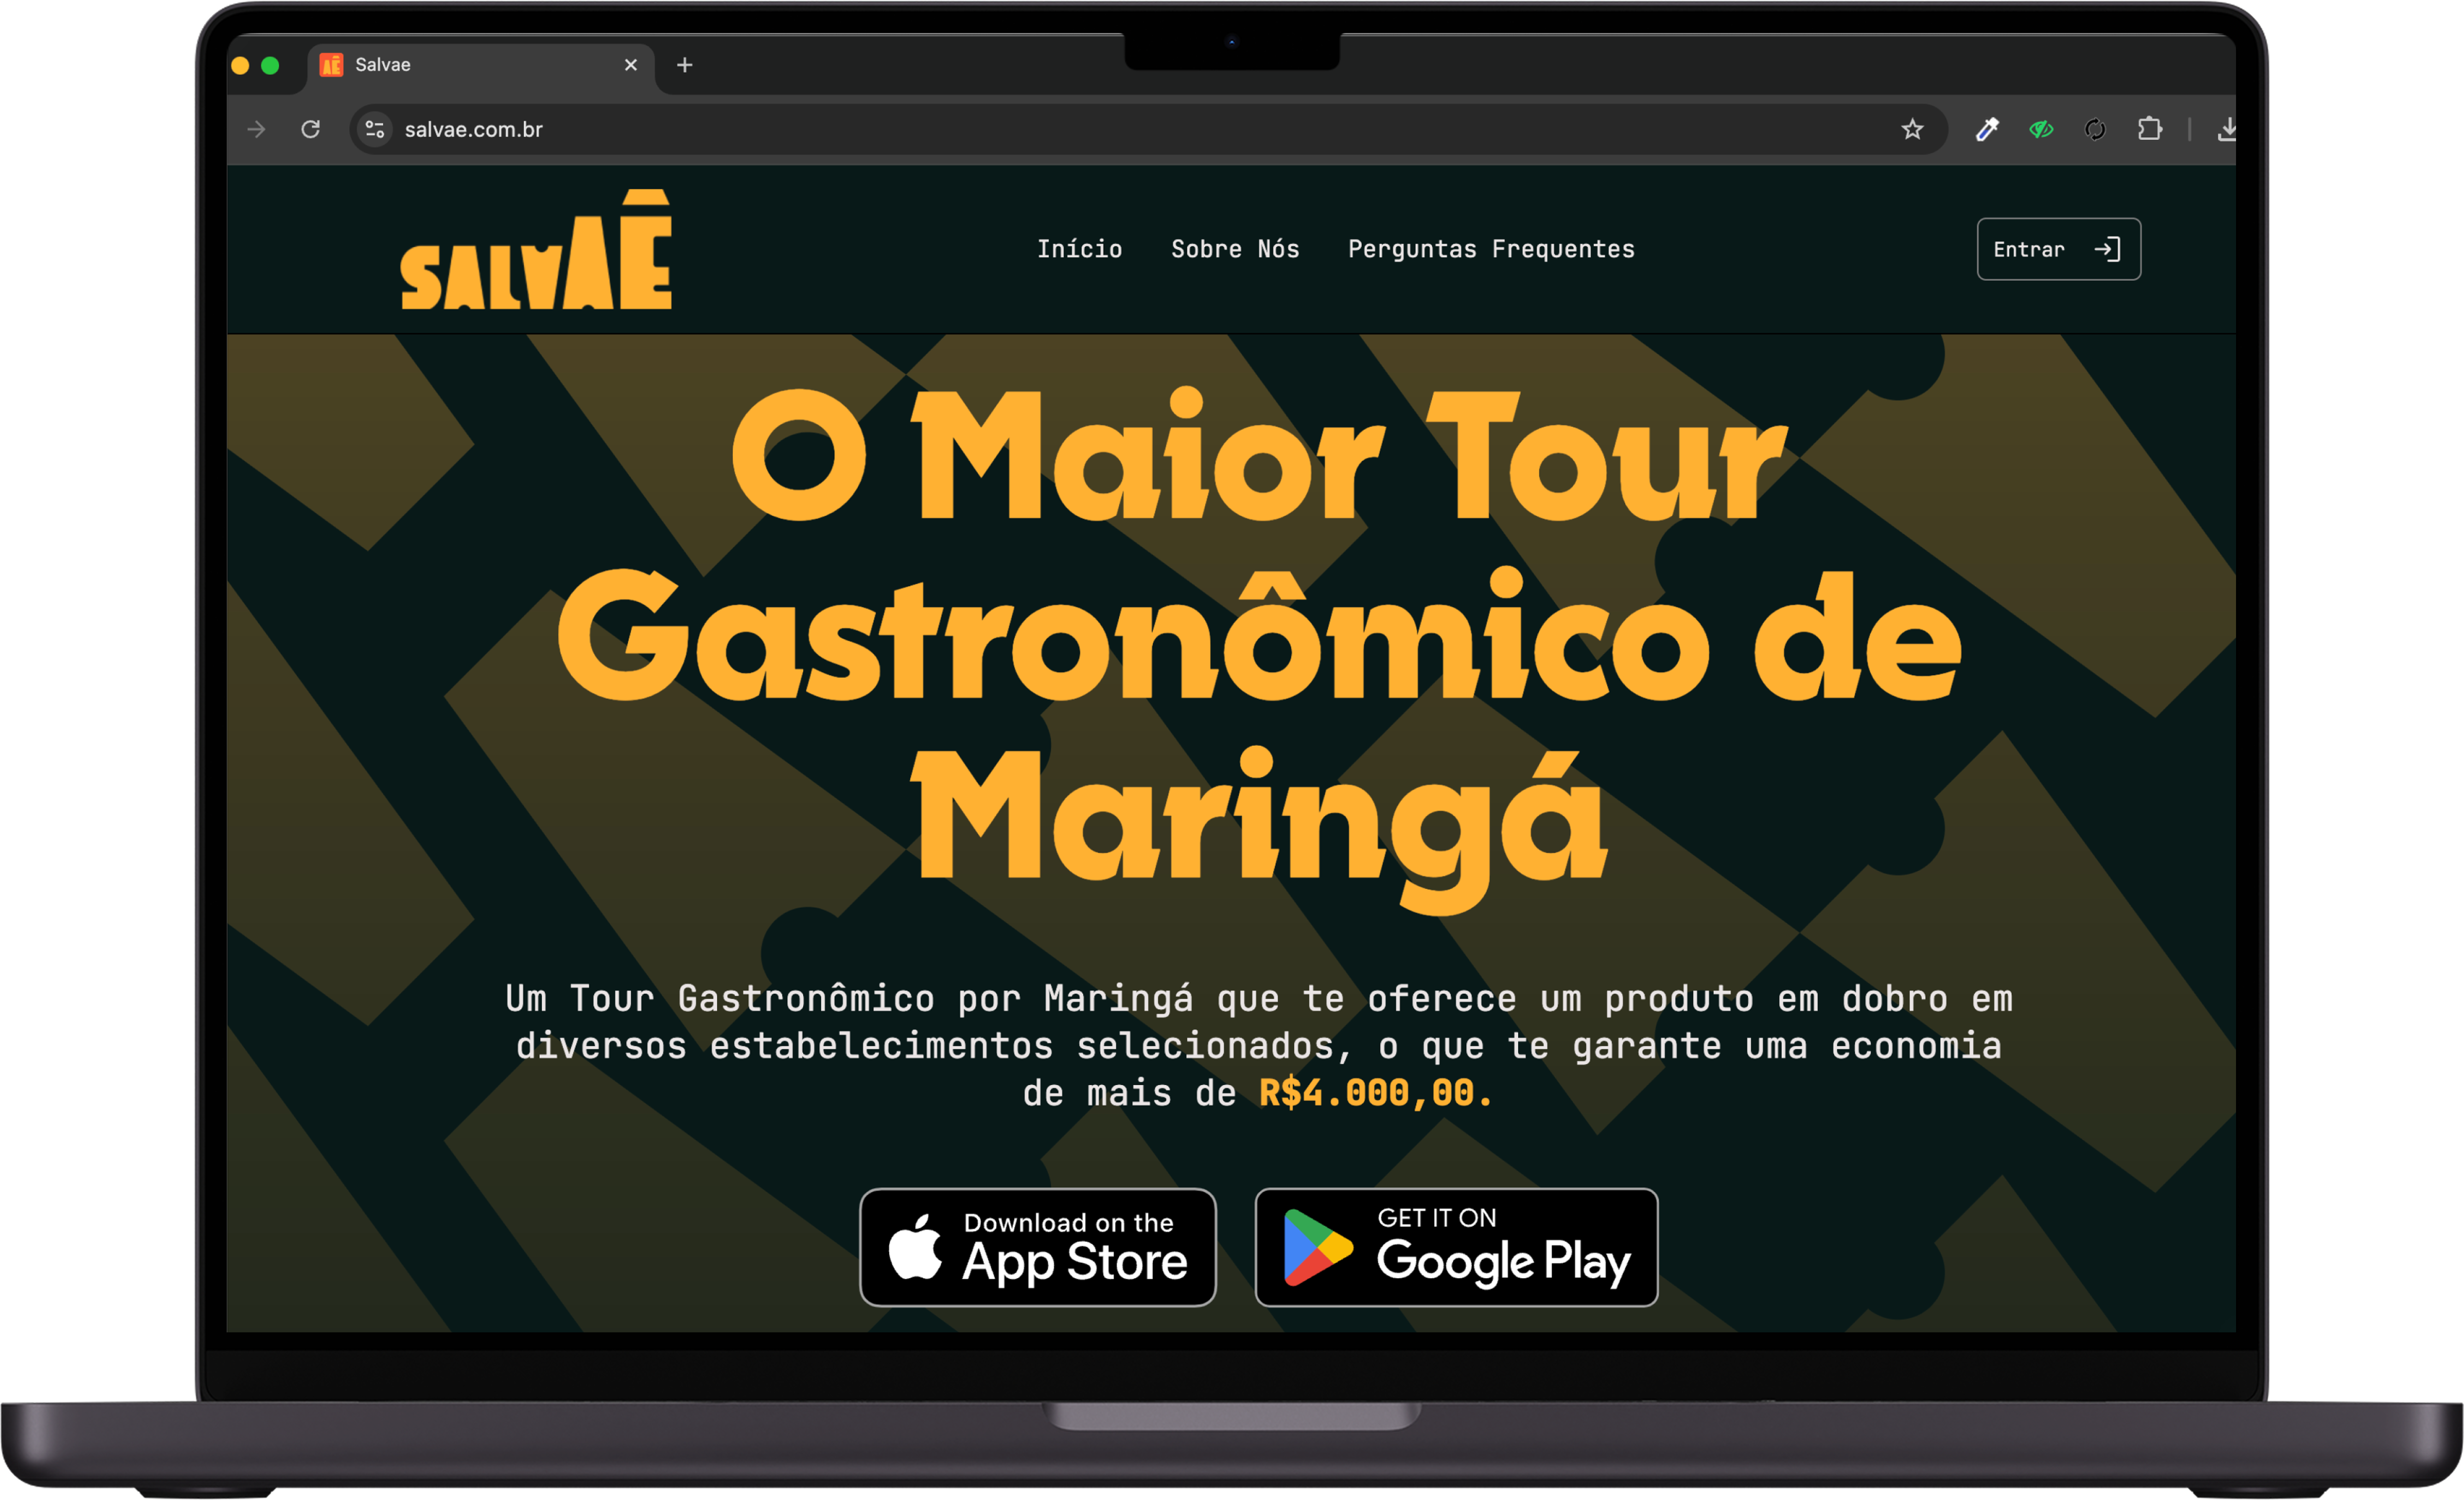 Salvae
salvae.com.br
SALVAÊ
Início Sobre Nós Perguntas Frequentes Entrar
O Maior Tour
Gastronômico de
Maringá
Um Tour Gastronômico por Maringá que te oferece um produto em dobro em
diversos estabelecimentos selecionados, o que te garante uma economia
de mais de R$4.000,00.
Download on the
App Store
GET IT ON
Google Play